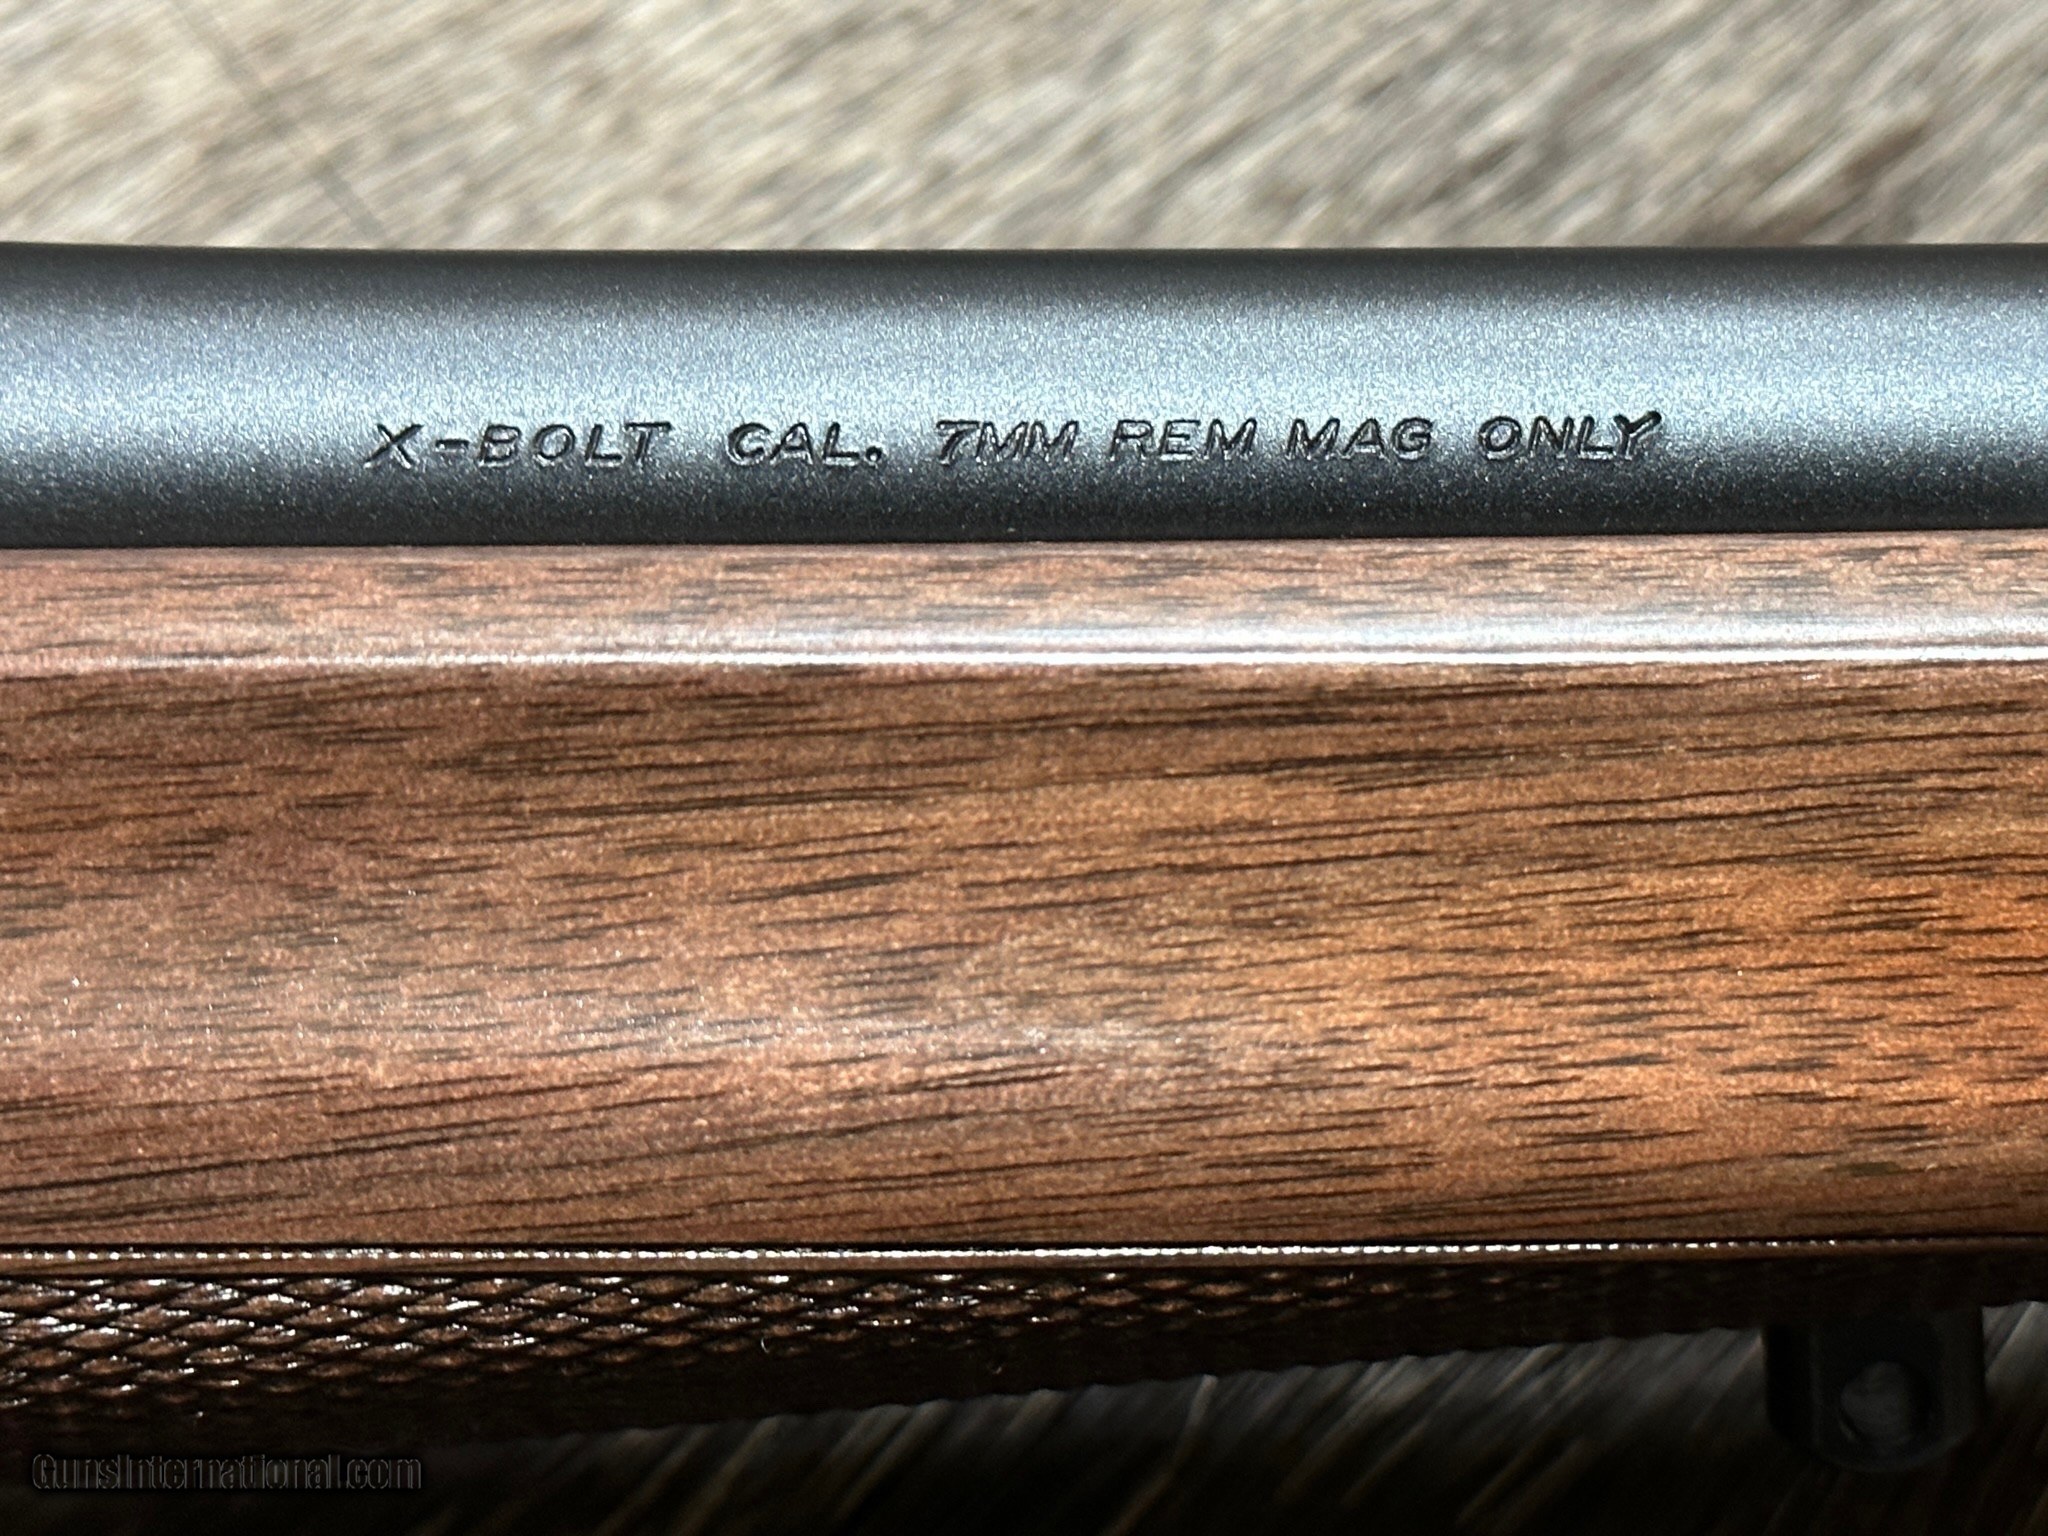 X-BOLT CAL. 7MM REM MAG ONLY
GunsInternational.com